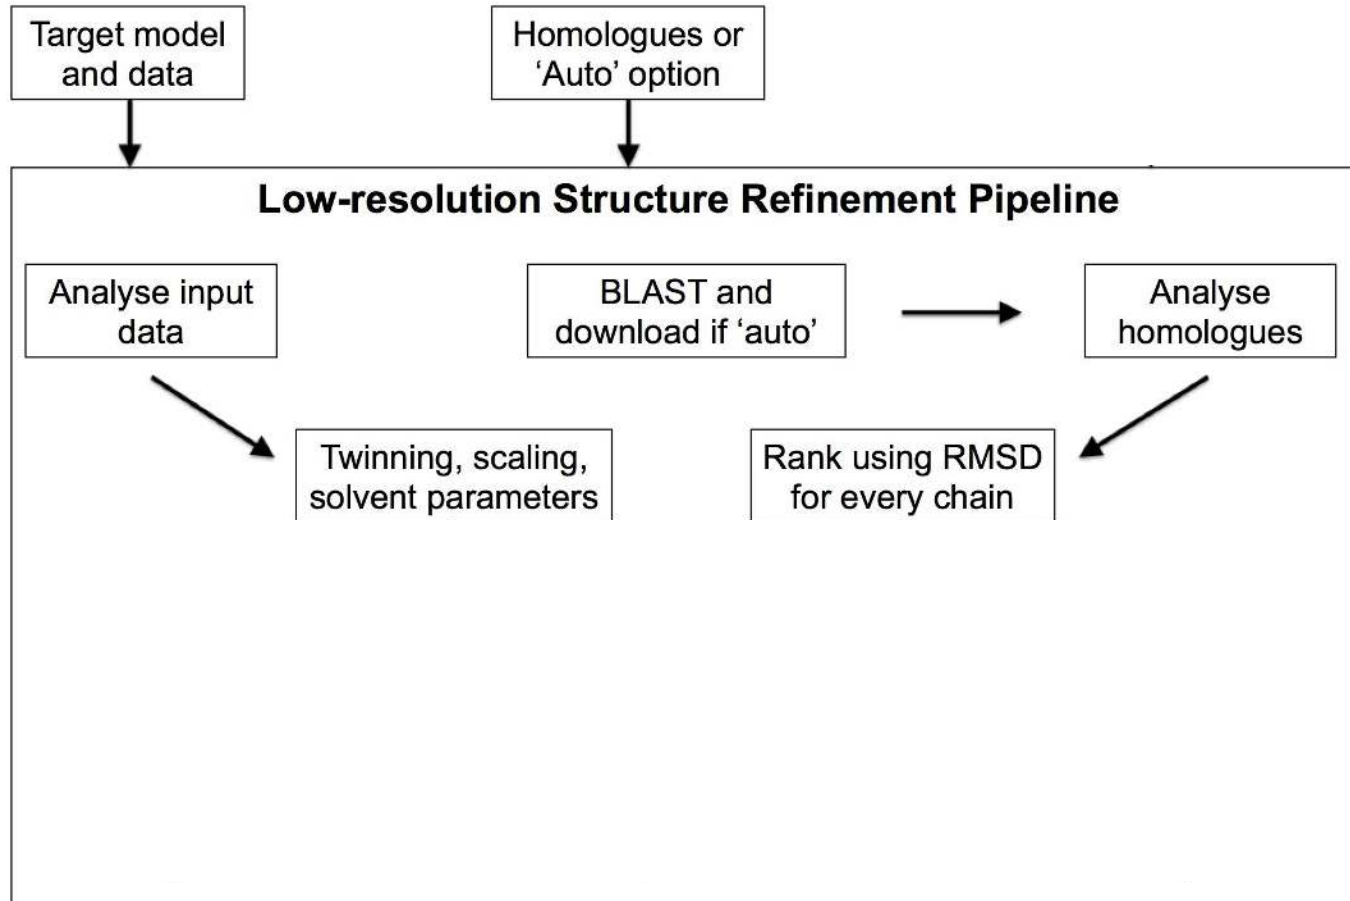 Target model
and data
Homologues or
‘Auto’ option
Low-resolution Structure Refinement Pipeline
Analyse input
data
BLAST and
download if ‘auto’
Analyse
homologues
Twinning, scaling,
solvent parameters
Rank using RMSD
for every chain